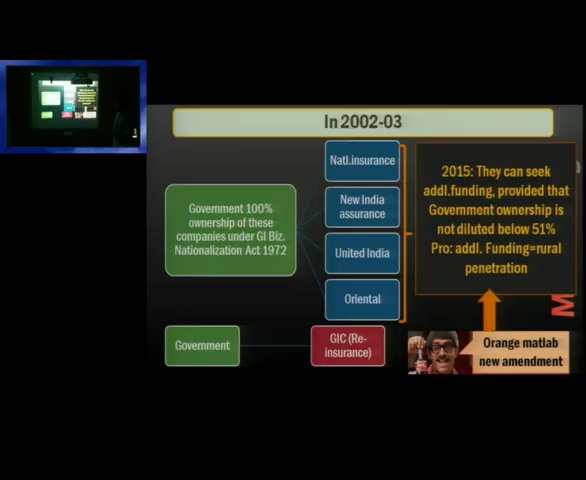 In 2002-03
Government 100%
ownership of these
companies under GI Biz.
Nationalization Act 1972
Natl.insurance
New India
assurance
United India
Oriental
2015: They can seek
addl.funding, provided that
Government ownership is
not diluted below 51%
Pro: addl. Funding=rural
penetration
Government
GIC (Re-
insurance)
Orange matlab
new amendment
M